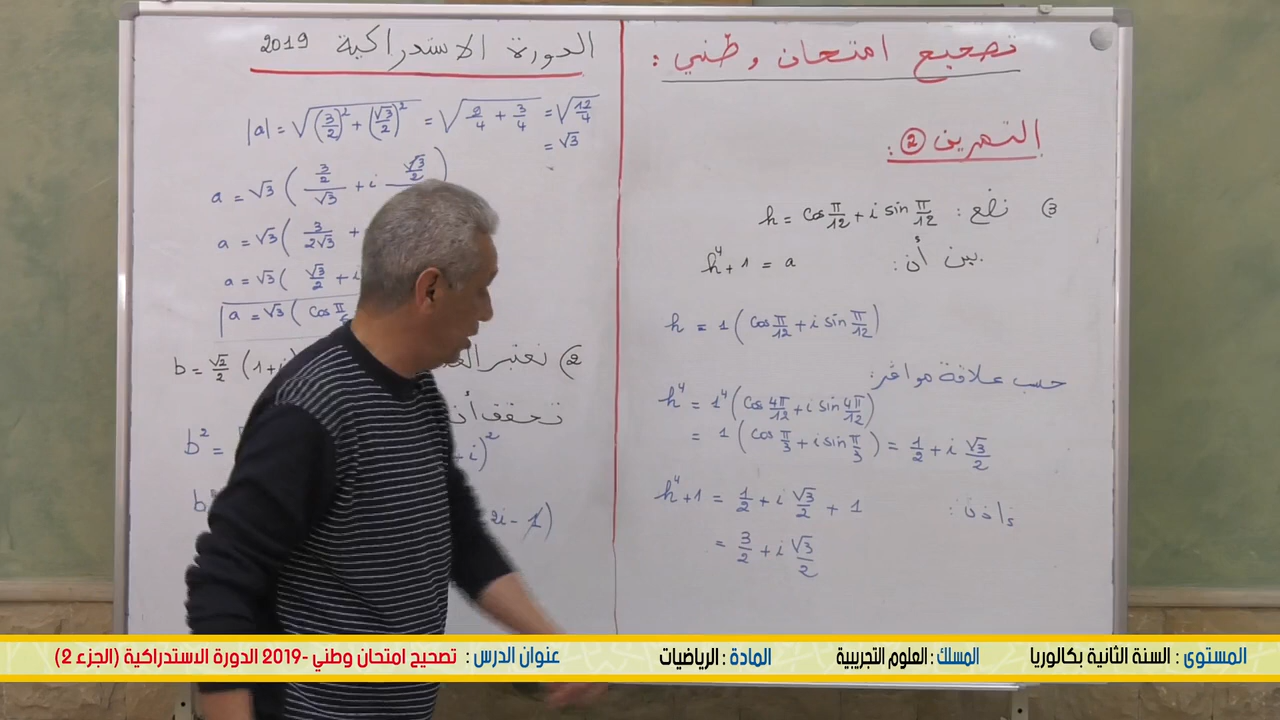 تصحيح امتحان وطني :
التمرين ② :
③ نضع : h = cos π/12 + i sin π/12
بين أن : h⁴ + 1 = a
h = 1 ( cos π/12 + i sin π/12 )
حسب علاقة موافر :
h⁴ = 1⁴ ( cos 4π/12 + i sin 4π/12 )
= 1 ( cos π/3 + i sin π/3 ) = 1/2 + i √3/2
إذن : h⁴ + 1 = 1/2 + i √3/2 + 1
= 3/2 + i √3/2
الدورة الاستدراكية 2019
|a| = √((3/2)² + (√3/2)²) = √(9/4 + 3/4) = √(12/4)
= √3
a = √3 ( (3/2)/√3 + i (√3/2)
a = √3 ( 3/(2√3) +
a = √3 ( √3/2 + i
a = √3 ( cos π
2) نعتبر b = √2/2 (1 + i)
تحقق أن
b² = + i)²
b 2i - 1)
المستوى : السنة الثانية بكالوريا المسلك : العلوم التجريبية المادة : الرياضيات عنوان الدرس : تصحيح امتحان وطني -2019 الدورة الاستدراكية (الجزء 2)